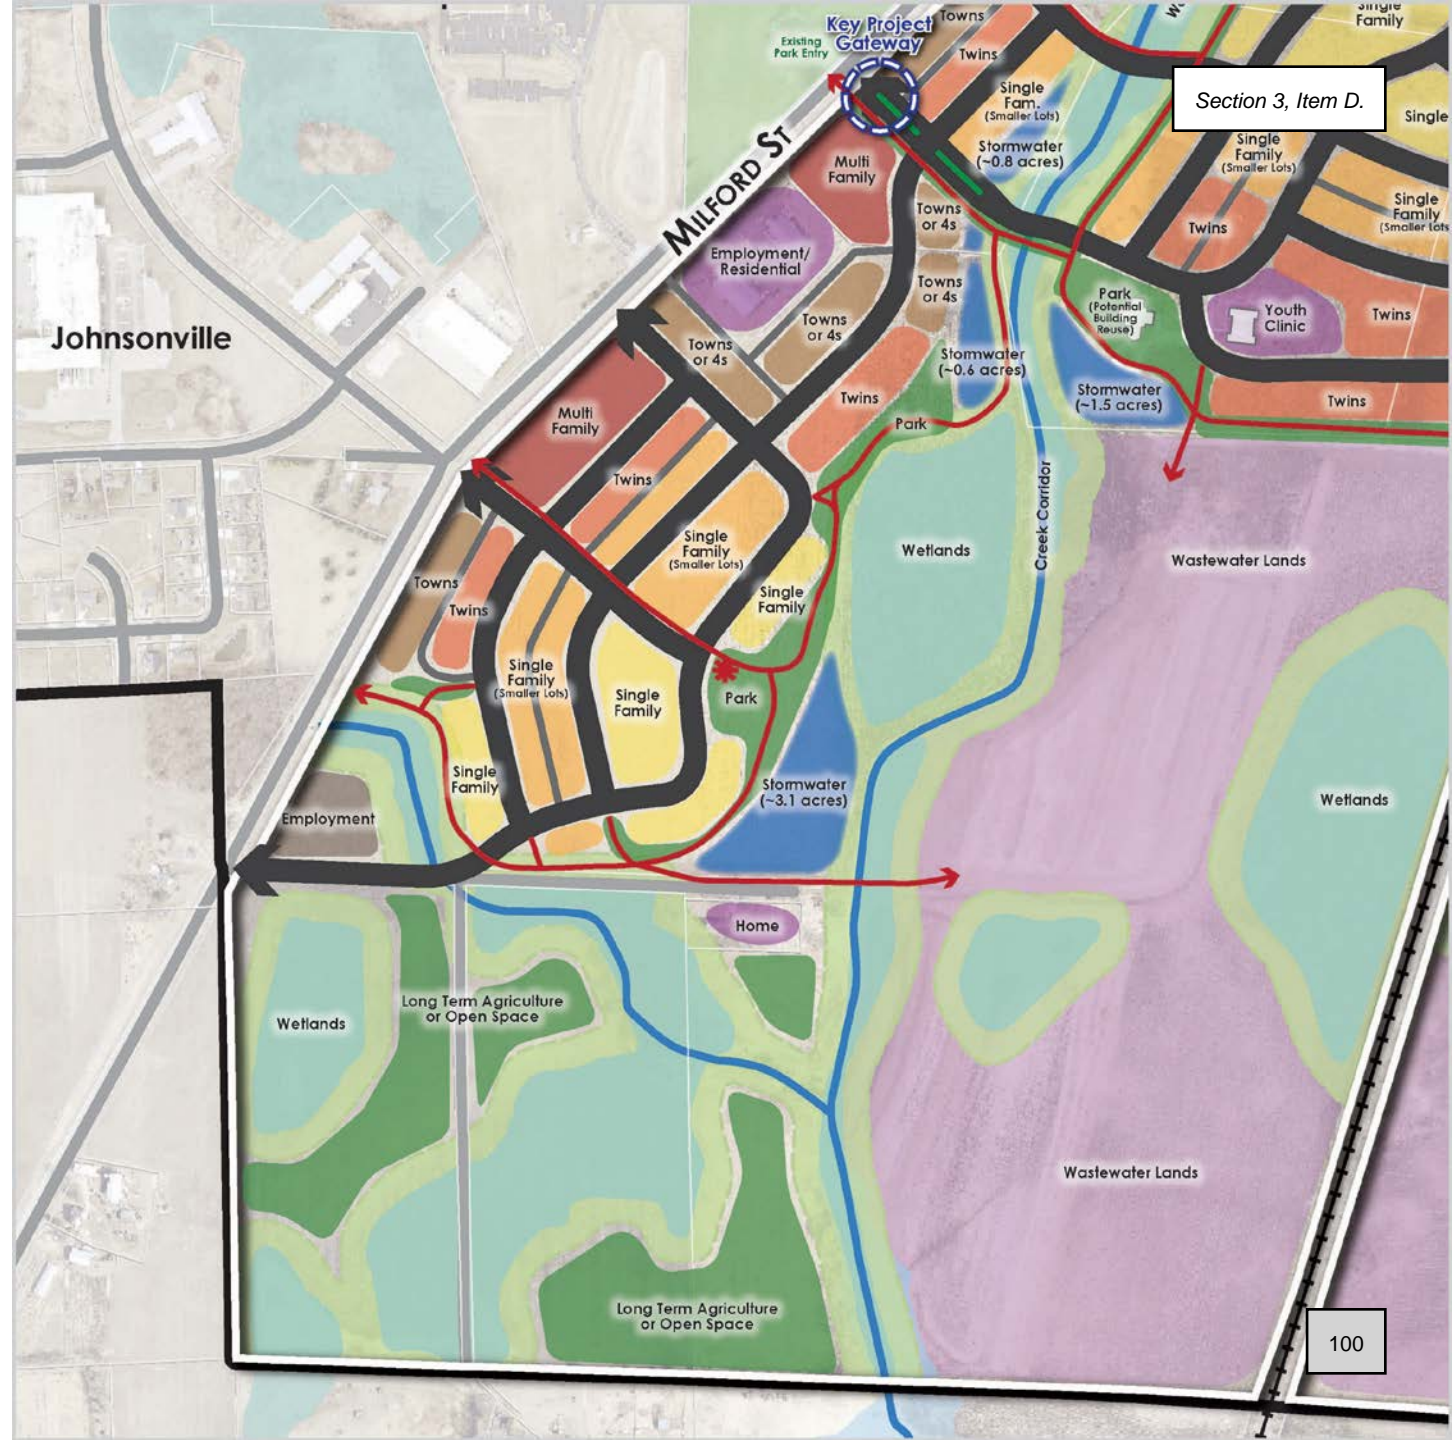 Single
Family
Towns
Key Project
Gateway
Existing
Park Entry
Twins
Section 3, Item D.
Single
Fam.
(Smaller Lots)
Single
Stormwater
(~0.8 acres)
Single
Family
(Smaller Lots)
MILFORD ST
Multi
Family
Single
Family
(Smaller Lots
Towns
or 4s
Twins
Employment/
Residential
Towns
or 4s
Park
(Potential
Building
Reuse)
Youth
Clinic
Twins
Johnsonville
Towns
or 4s
Towns
or 4s
Stormwater
(~0.6 acres)
Stormwater
(~1.5 acres)
Twins
Twins
Multi
Family
Park
Twins
Creek Corridor
Single
Family
(Smaller Lots)
Wetlands
Wastewater Lands
Towns
Twins
Single
Family
Single
Family
(Smaller Lots)
Single
Family
Park
Single
Family
Stormwater
(~3.1 acres)
Wetlands
Employment
Home
Long Term Agriculture
or Open Space
Wetlands
Wastewater Lands
Long Term Agriculture
or Open Space
100